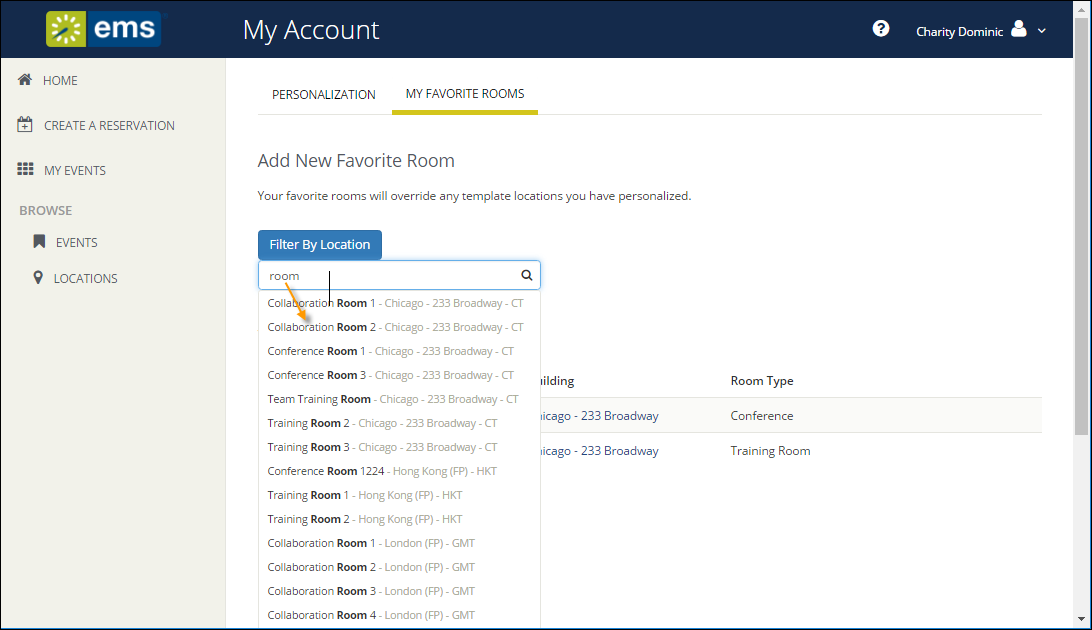 ems
My Account
?
Charity Dominic
HOME
CREATE A RESERVATION
MY EVENTS
BROWSE
EVENTS
LOCATIONS
PERSONALIZATION
MY FAVORITE ROOMS
Add New Favorite Room
Your favorite rooms will override any template locations you have personalized.
Filter By Location
room
Collaboration Room 1 - Chicago - 233 Broadway - CT
Collaboration Room 2 - Chicago - 233 Broadway - CT
Conference Room 1 - Chicago - 233 Broadway - CT
Conference Room 3 - Chicago - 233 Broadway - CT
Team Training Room - Chicago - 233 Broadway - CT
Training Room 2 - Chicago - 233 Broadway - CT
Training Room 3 - Chicago - 233 Broadway - CT
Conference Room 1224 - Hong Kong (FP) - HKT
Training Room 1 - Hong Kong (FP) - HKT
Training Room 2 - Hong Kong (FP) - HKT
Collaboration Room 1 - London (FP) - GMT
Collaboration Room 2 - London (FP) - GMT
Collaboration Room 3 - London (FP) - GMT
Collaboration Room 4 - London (FP) - GMT
uilding Room Type
icago - 233 Broadway Conference
icago - 233 Broadway Training Room